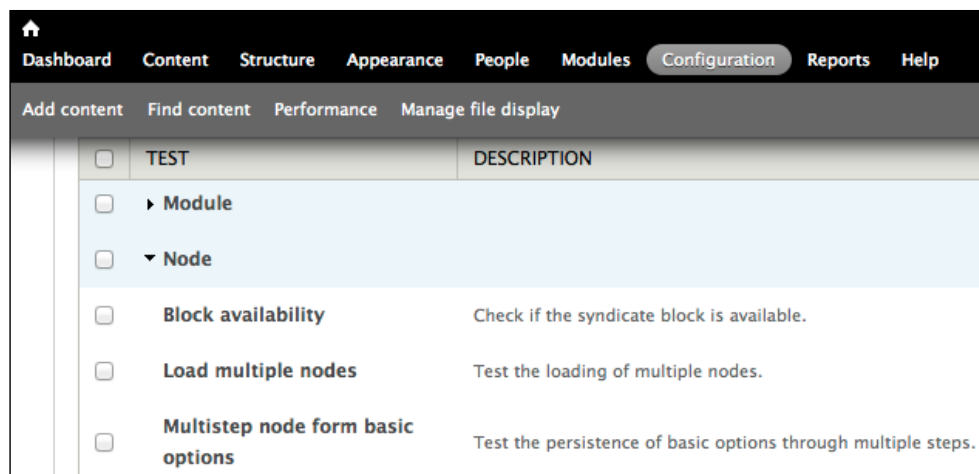 Dashboard Content Structure Appearance People Modules Configuration Reports Help
Add content Find content Performance Manage file display
TEST DESCRIPTION
Module
Node
Block availability Check if the syndicate block is available.
Load multiple nodes Test the loading of multiple nodes.
Multistep node form basic
options Test the persistence of basic options through multiple steps.